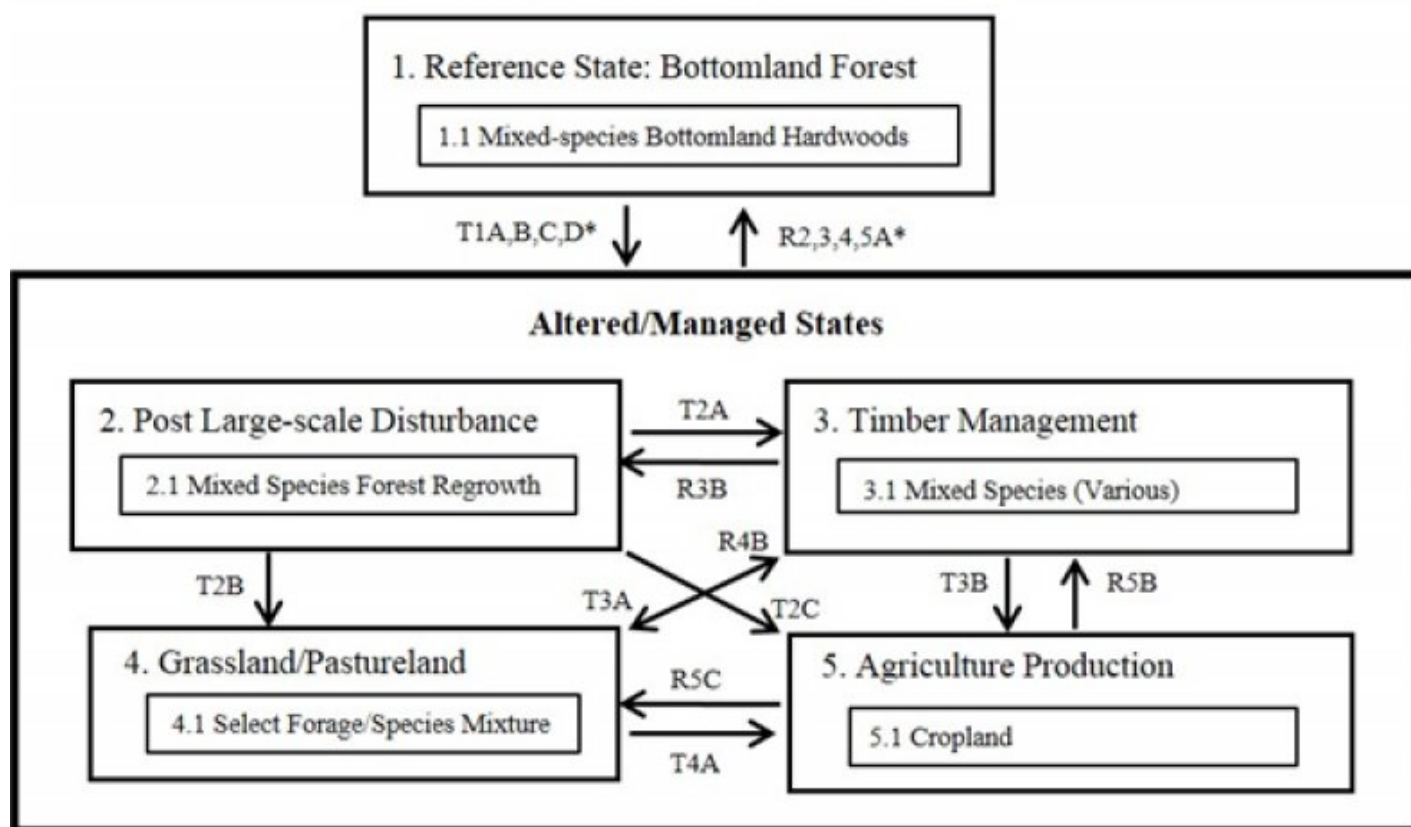 1. Reference State: Bottomland Forest
1.1 Mixed-species Bottomland Hardwoods
T1A,B,C,D*
R2,3,4,5A*
Altered/Managed States
2. Post Large-scale Disturbance
2.1 Mixed Species Forest Regrowth
T2A
R3B
3. Timber Management
3.1 Mixed Species (Various)
T2B
T3A
R4B
T2C
T3B
R5B
4. Grassland/Pastureland
4.1 Select Forage/Species Mixture
R5C
T4A
5. Agriculture Production
5.1 Cropland